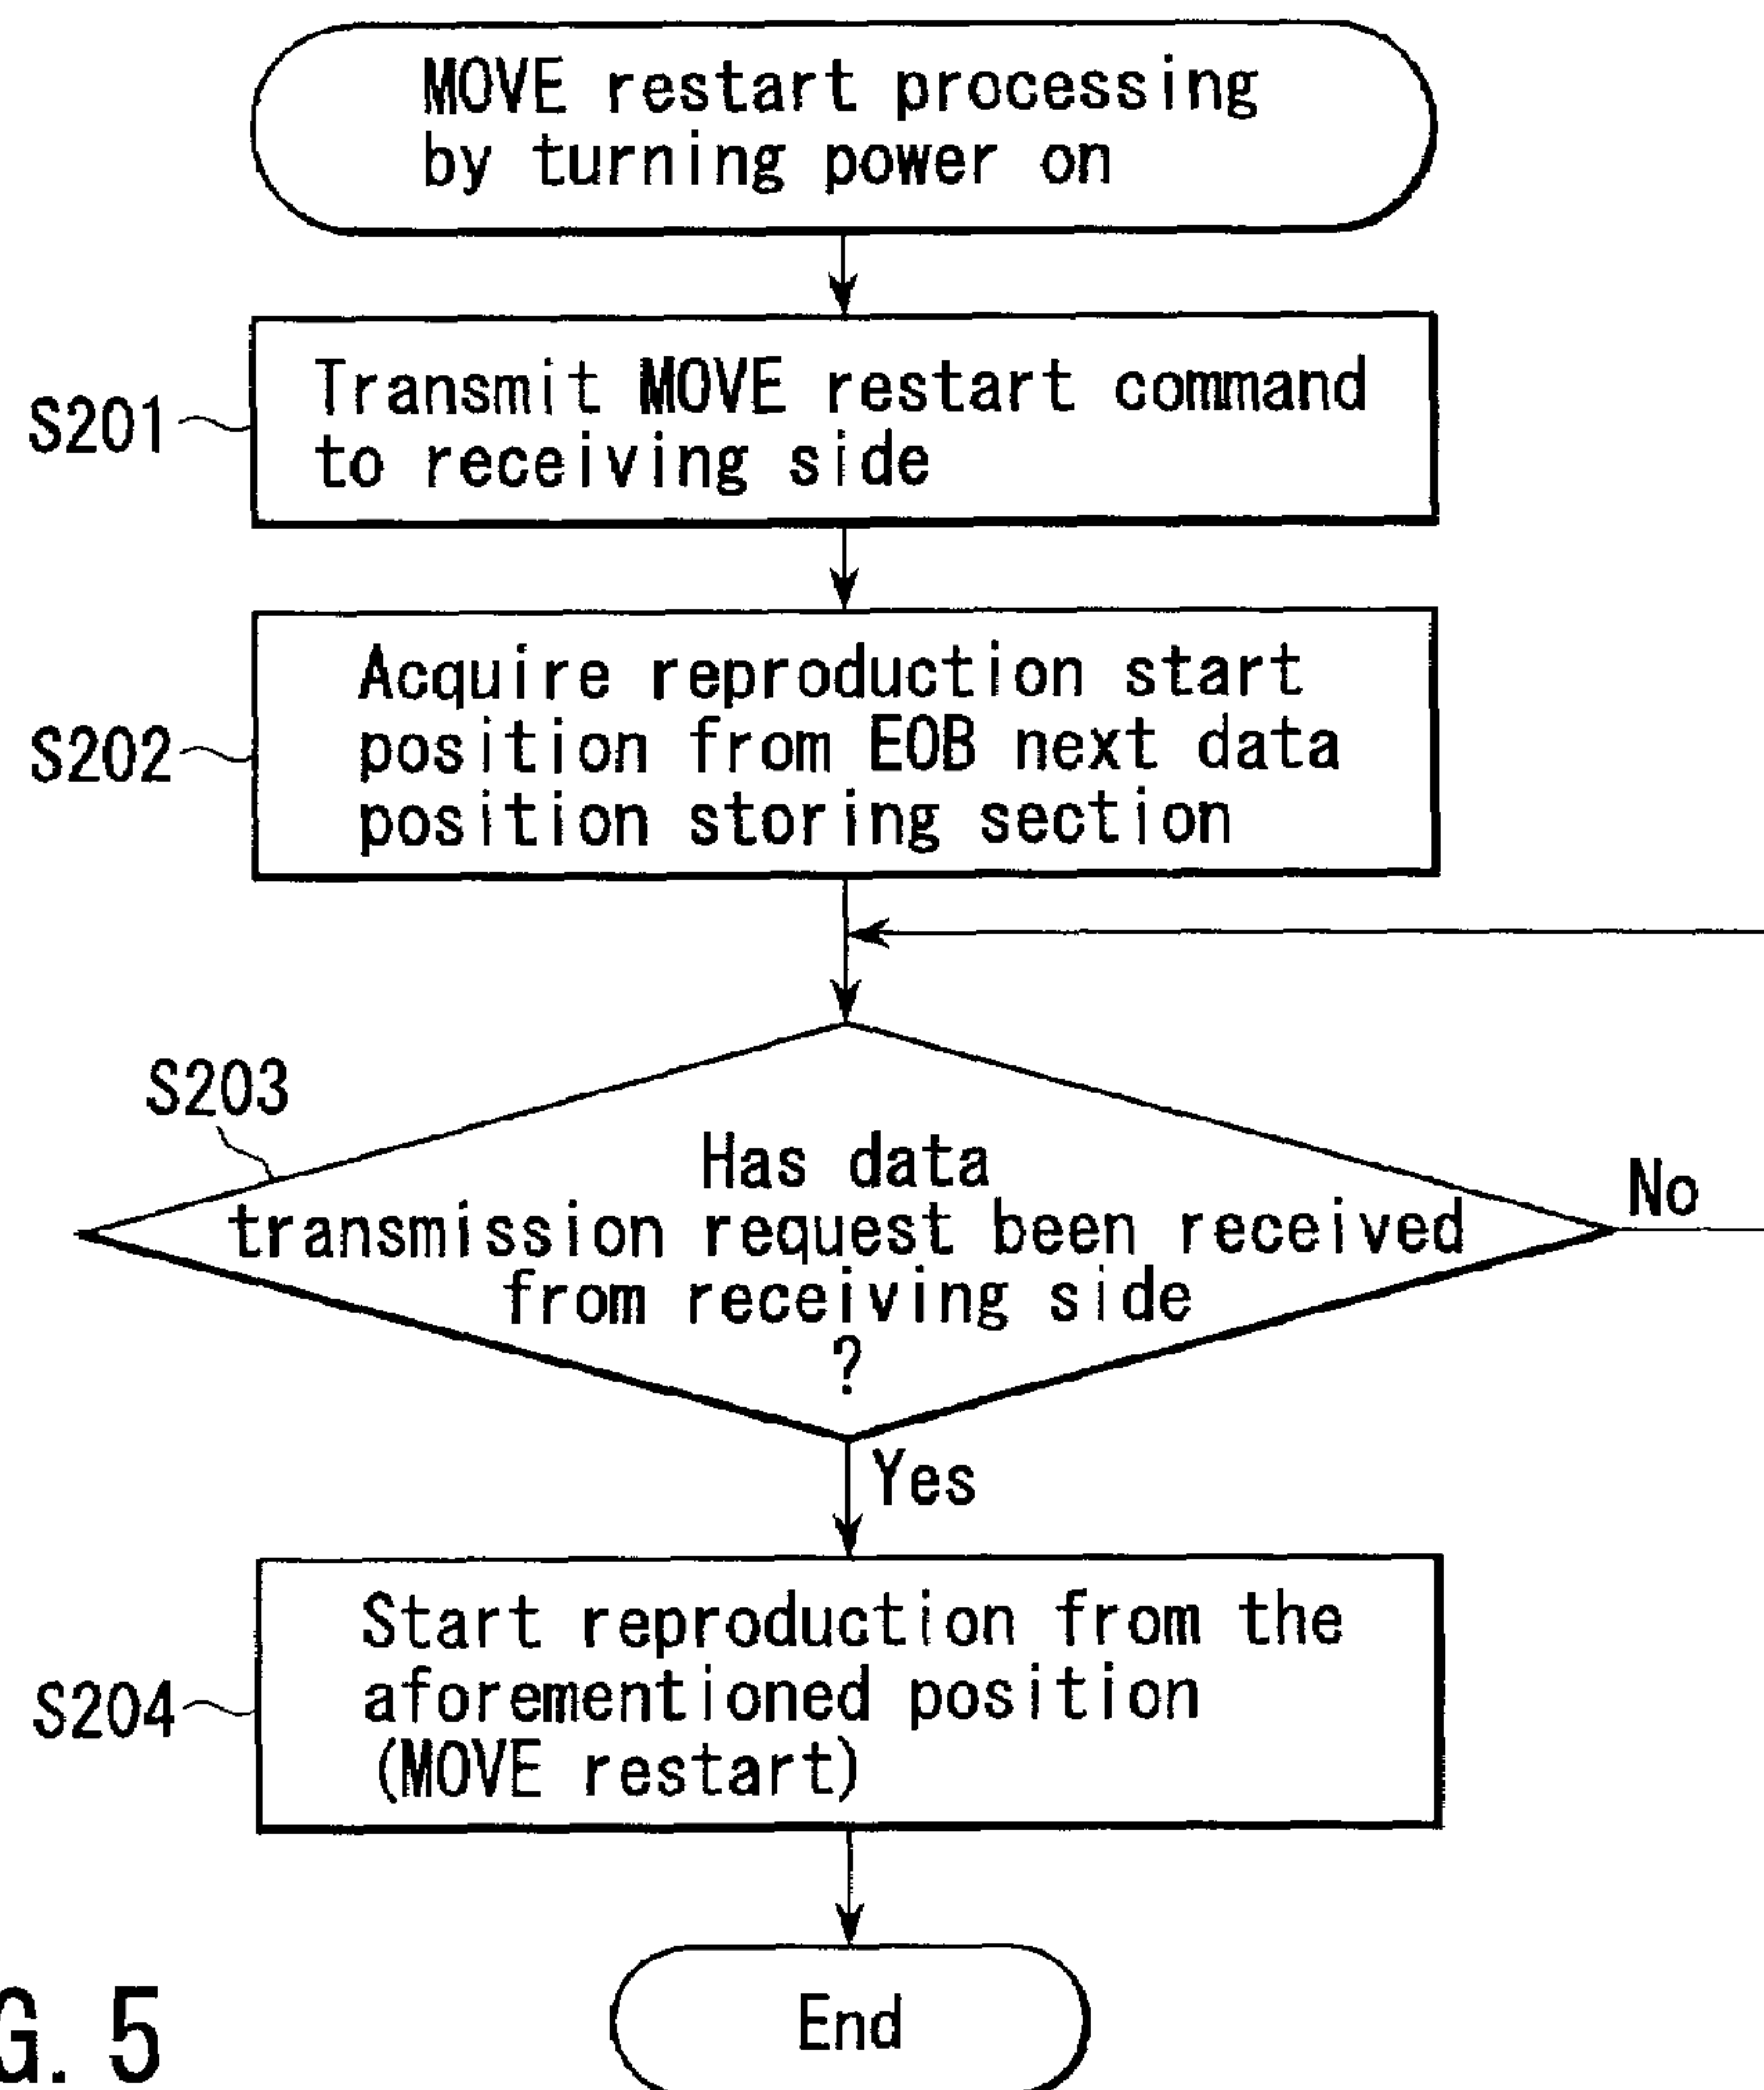 MOVE restart processing
by turning power on
S201
Transmit MOVE restart command
to receiving side
S202
Acquire reproduction start
position from EOB next data
position storing section
S203
Has data
transmission request been received
from receiving side
?
No
Yes
S204
Start reproduction from the
aforementioned position
(MOVE restart)
End
G. 5